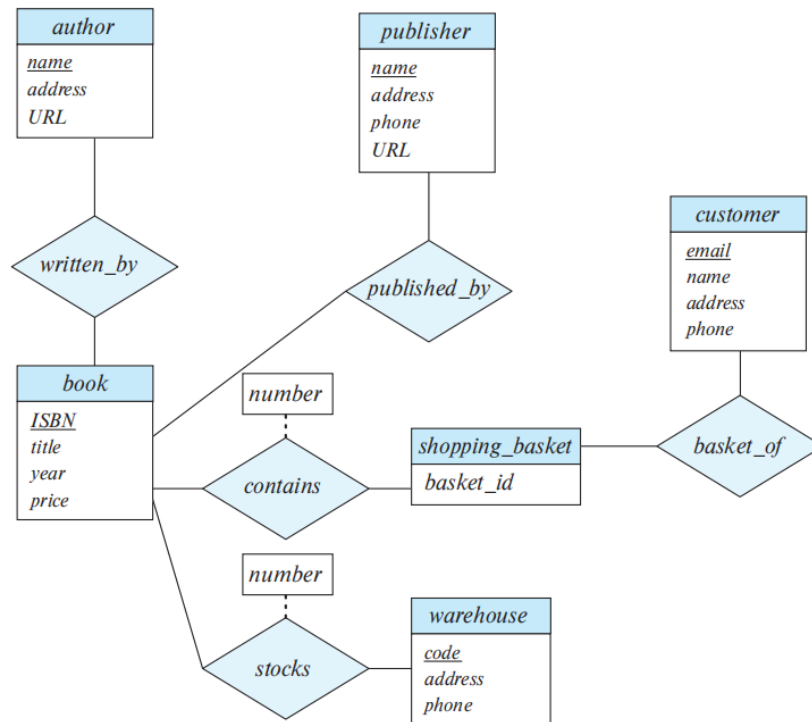 author
name
address
URL
publisher
name
address
phone
URL
written_by
published_by
customer
email
name
address
phone
book
ISBN
title
year
price
number
contains
shopping_basket
basket_id
basket_of
number
stocks
warehouse
code
address
phone